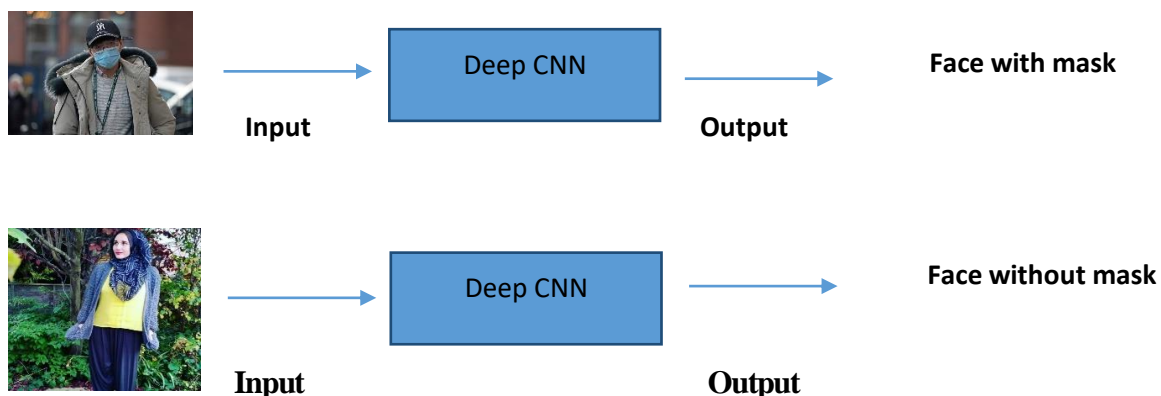 Deep CNN
Face with mask
Input
Output
Deep CNN
Face without mask
Input
Output